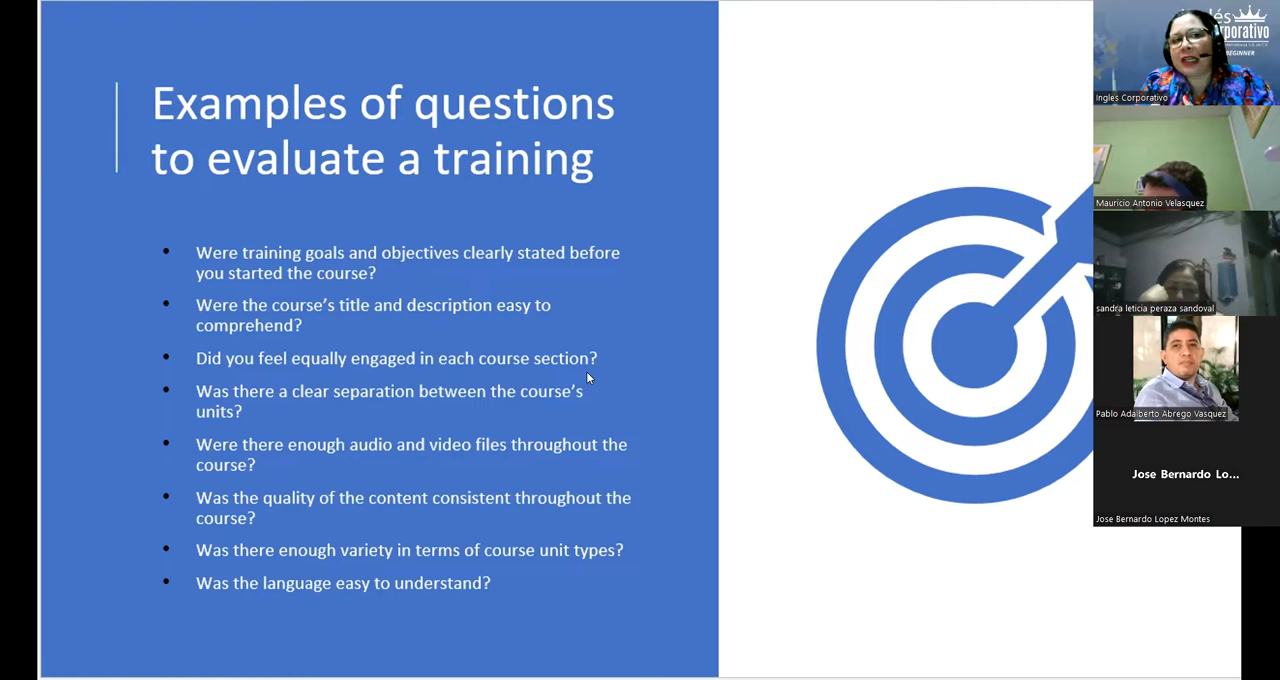 Examples of questions
to evaluate a training
• Were training goals and objectives clearly stated before
you started the course?
• Were the course's title and description easy to
comprehend?
• Did you feel equally engaged in each course section?
• Was there a clear separation between the course's
units?
• Were there enough audio and video files throughout the
course?
• Was the quality of the content consistent throughout the
course?
• Was there enough variety in terms of course unit types?
• Was the language easy to understand?
BEGINNER
Inglés Corporativo
Mauricio Antonio Velasquez
sandra leticia peraza sandoval
Pablo Adalberto Abrego Vasquez
Jose Bernardo Lo...
Jose Bernardo Lopez Montes